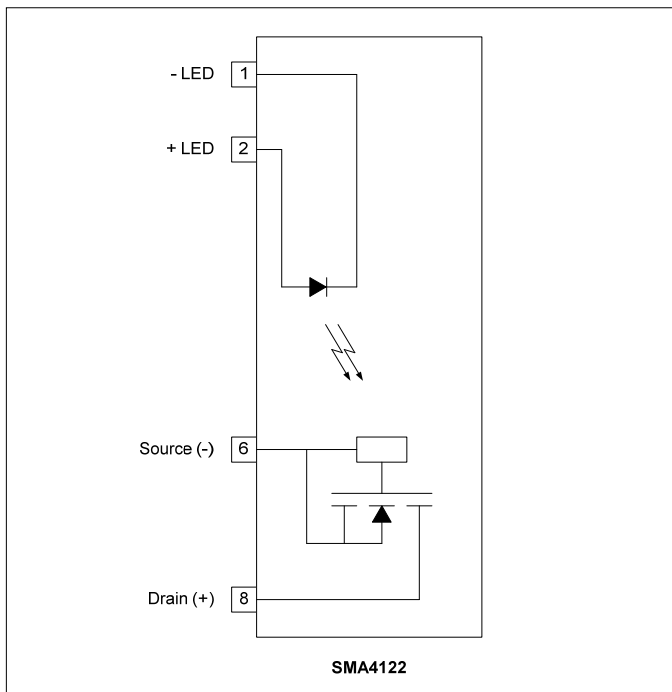 - LED 1
+ LED 2
Source (-) 6
Drain (+) 8
SMA4122